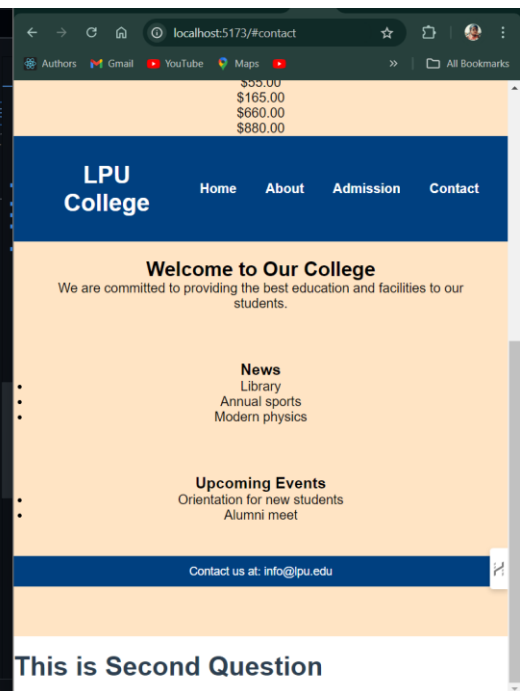 localhost:5173/#contact
Authors Gmail YouTube Maps » All Bookmarks
$55.00
$165.00
$660.00
$880.00
LPU College
Home About Admission Contact
Welcome to Our College
We are committed to providing the best education and facilities to our
students.
News
Library
Annual sports
Modern physics
Upcoming Events
Orientation for new students
Alumni meet
Contact us at: info@lpu.edu
This is Second Question